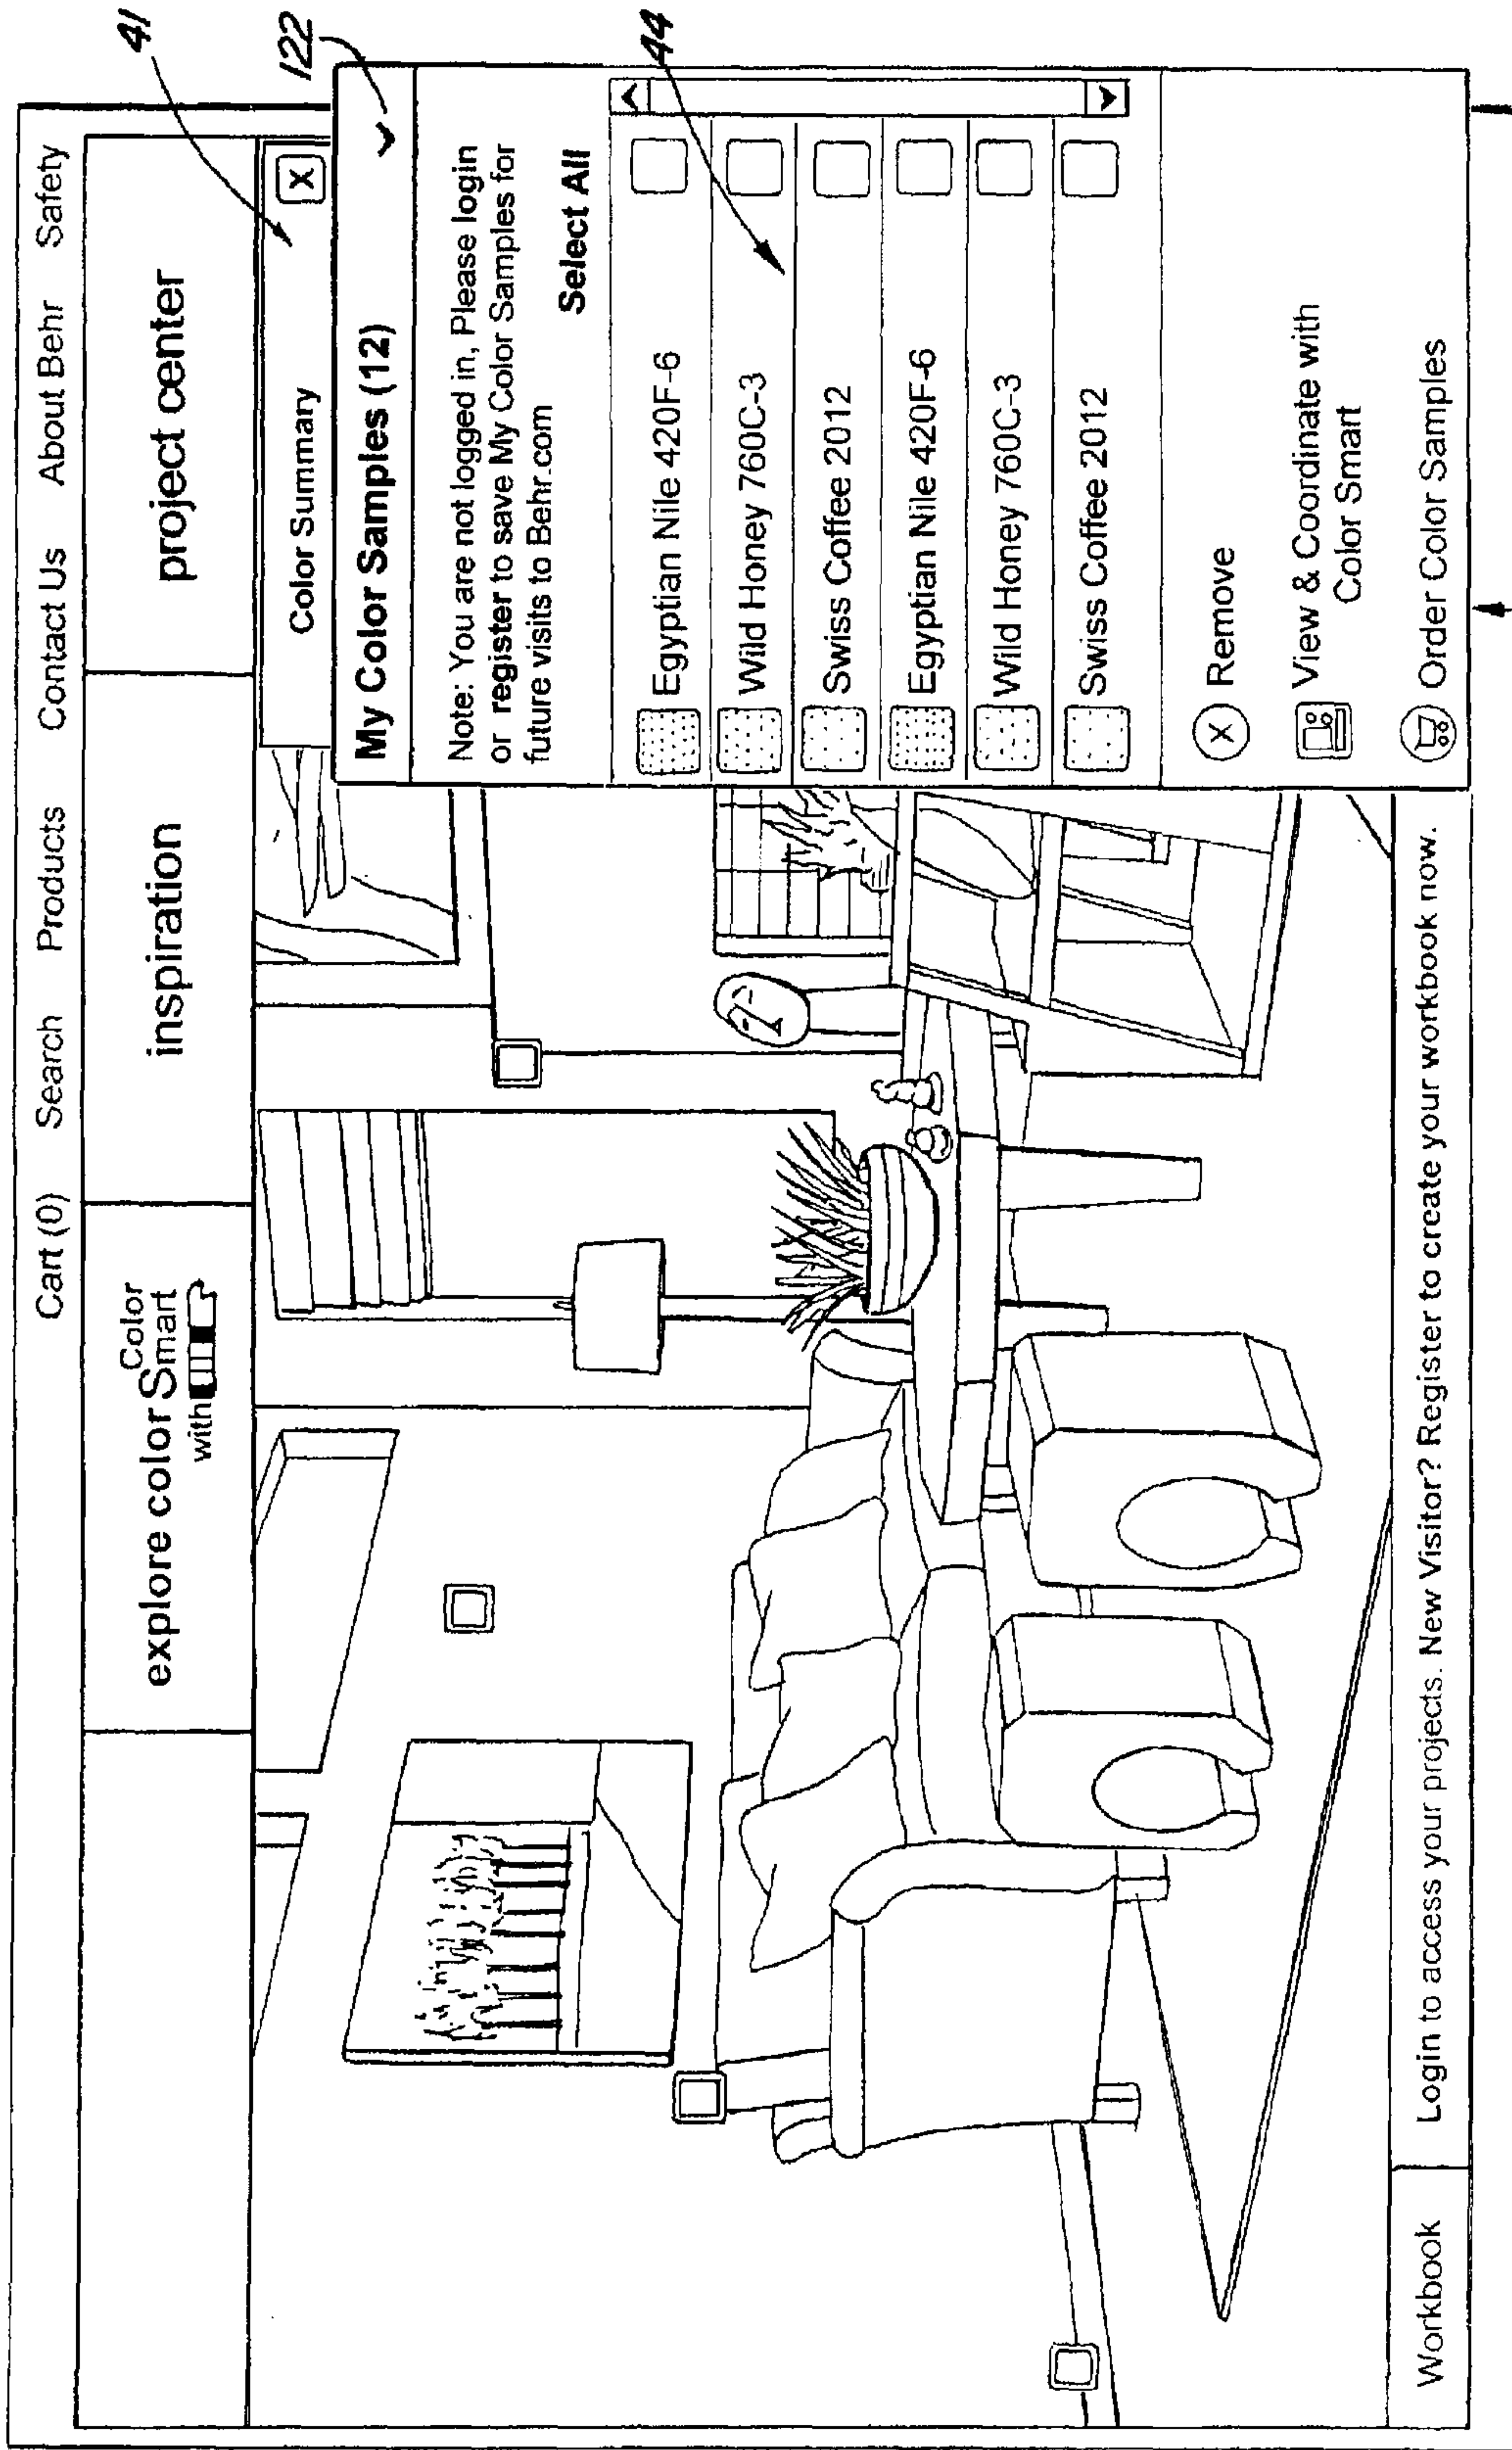 Cart (0) Search Products Contact Us About Behr Safety
explore color
with
Color
Smart
inspiration
project center
41
Color Summary X
122
My Color Samples (12)
Note: You are not logged in, Please login
or register to save My Color Samples for
future visits to Behr.com
Select All
44
Egyptian Nile 420F-6
Wild Honey 760C-3
Swiss Coffee 2012
Egyptian Nile 420F-6
Wild Honey 760C-3
Swiss Coffee 2012
X Remove
View & Coordinate with
Color Smart
Order Color Samples
Workbook Login to access your projects. New Visitor? Register to create your workbook now.